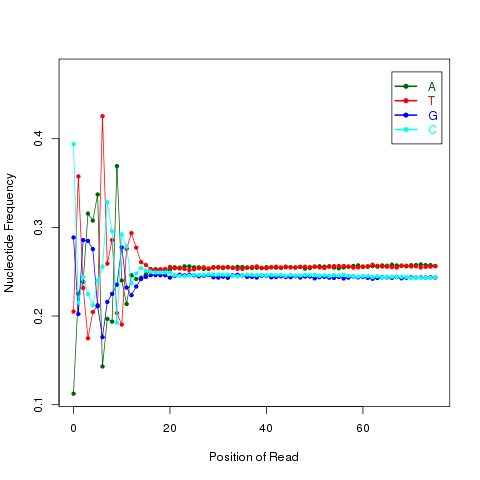 A
T
G
C
0.4
0.3
0.2
0.1
Nucleotide Frequency
0 20 40 60
Position of Read